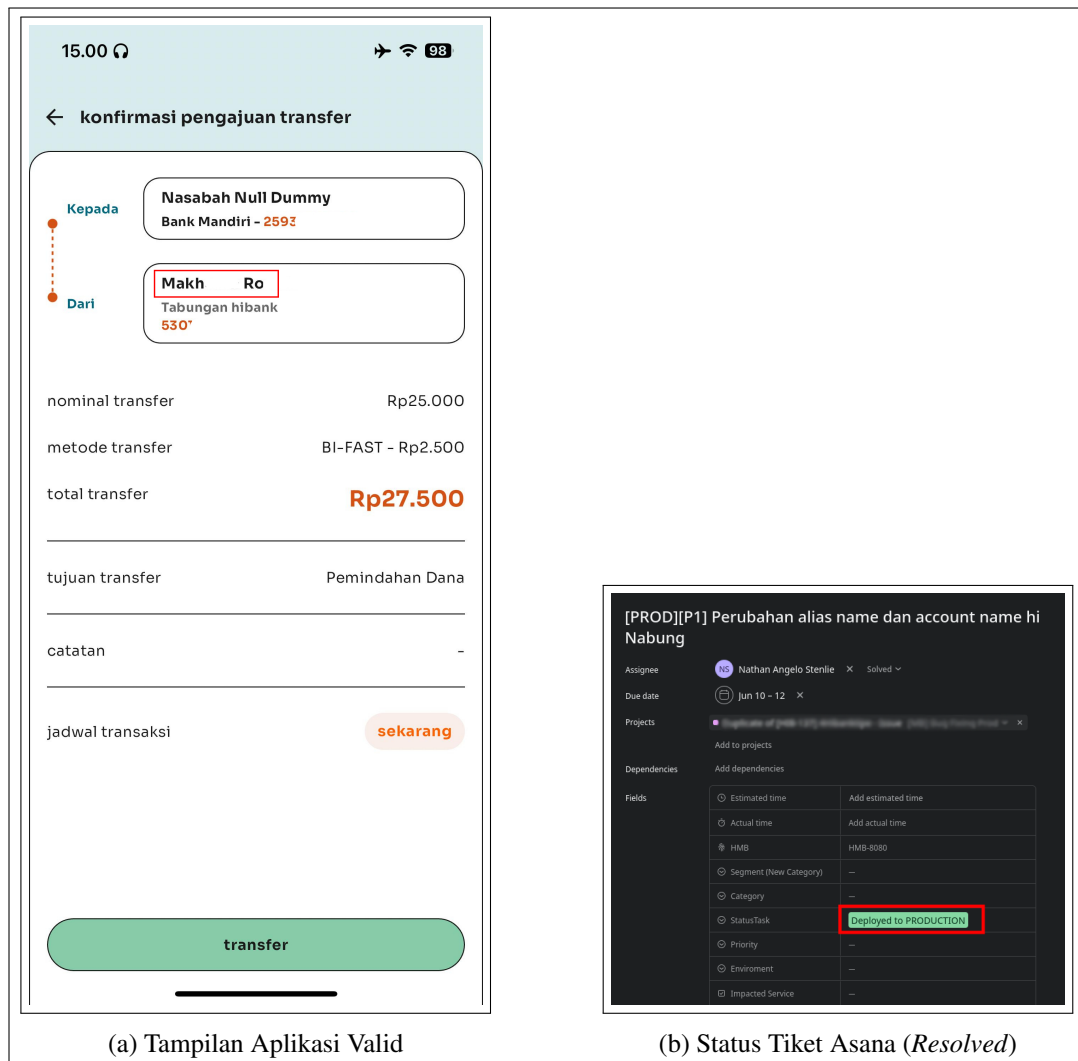 15.00
98
konfirmasi pengajuan transfer
Kepada
Nasabah Null Dummy
Bank Mandiri - 2593
Dari
Makh Ro
Tabungan hibank
530
nominal transfer Rp25.000
metode transfer BI-FAST - Rp2.500
total transfer Rp27.500
tujuan transfer Pemindahan Dana
catatan -
jadwal transaksi sekarang
transfer
(a) Tampilan Aplikasi Valid
[PROD][P1] Perubahan alias name dan account name hi
Nabung
Assignee NS Nathan Angelo Stenlie × Solved
Due date Jun 10 – 12 ×
Projects
Add to projects
Dependencies Add dependencies
Fields Estimated time Add estimated time
Actual time Add actual time
HMB HMB-8080
Segment (New Category) —
Category —
StatusTask Deployed to PRODUCTION
Priority —
Enviroment —
Impacted Service —
(b) Status Tiket Asana (Resolved)